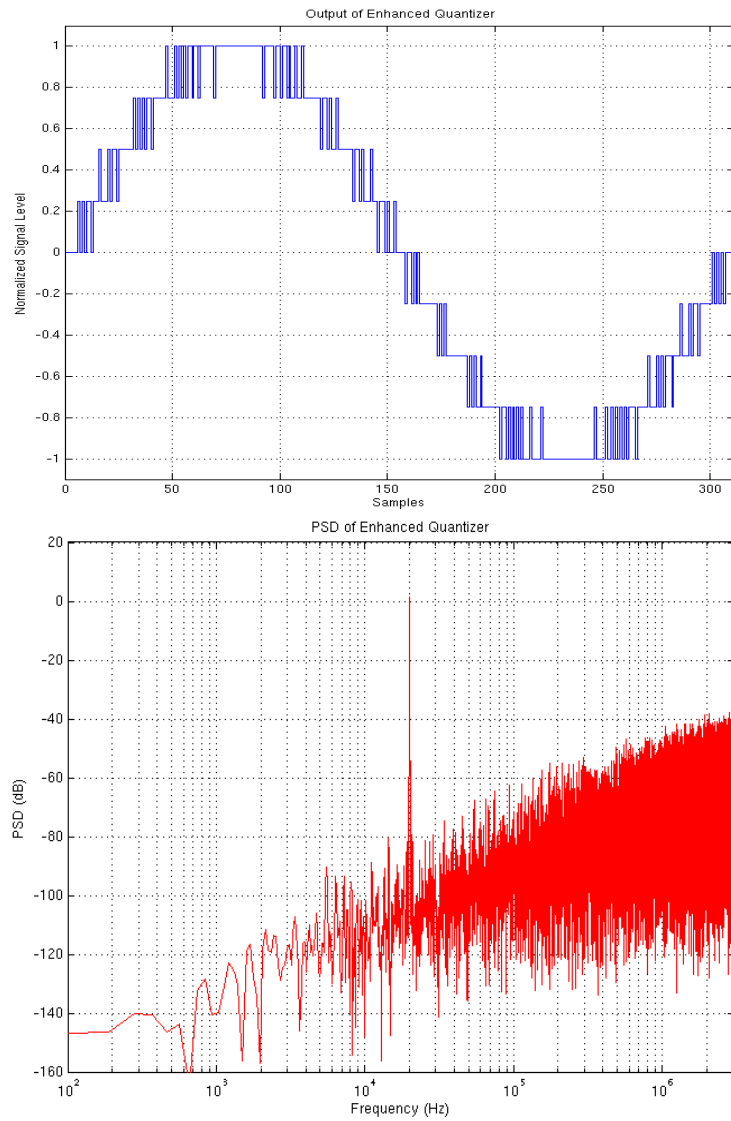 Output of Enhanced Quantizer
1
0.8
0.6
0.4
0.2
0
-0.2
-0.4
-0.6
-0.8
-1
Normalized Signal Level
0 50 100 150 200 250 300
Samples
PSD of Enhanced Quantizer
20
0
-20
-40
-60
-80
-100
-120
-140
-160
PSD (dB)
10^2 10^3 10^4 10^5 10^6
Frequency (Hz)